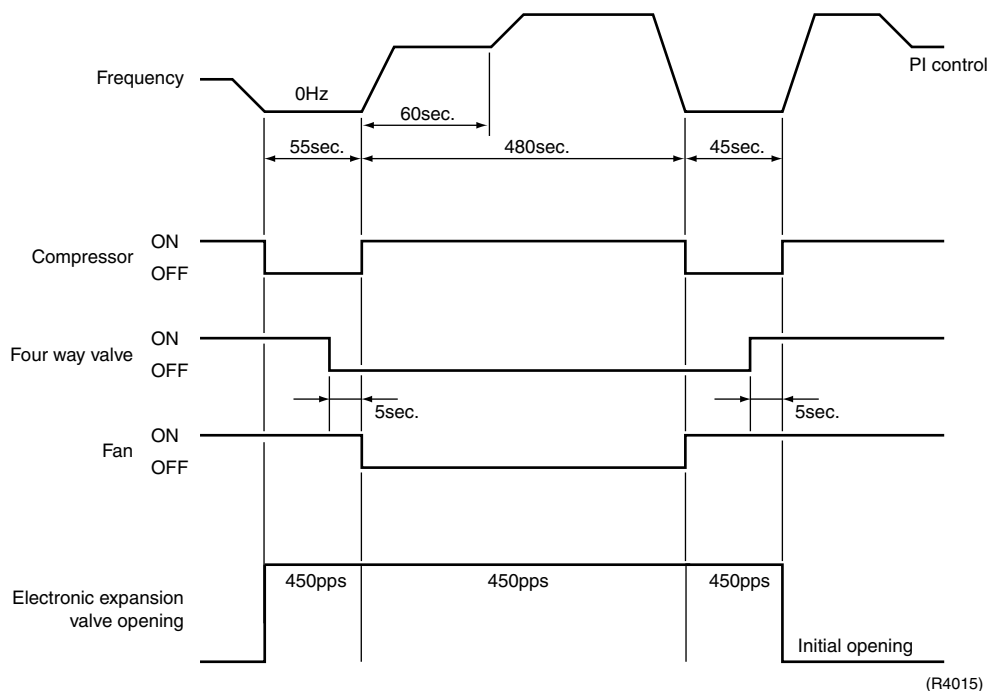 PI control
Frequency
0Hz
60sec.
55sec. 480sec. 45sec.
ON
Compressor
OFF
ON
Four way valve
OFF
5sec. 5sec.
ON
Fan
OFF
450pps 450pps 450pps
Electronic expansion
valve opening
Initial opening
(R4015)